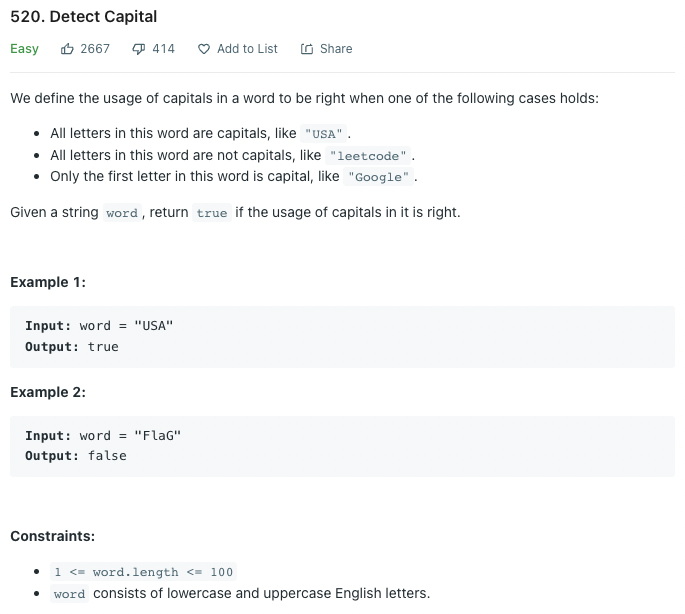 520. Detect Capital
Easy 2667 414 Add to List Share
We define the usage of capitals in a word to be right when one of the following cases holds:
• All letters in this word are capitals, like "USA".
• All letters in this word are not capitals, like "leetcode".
• Only the first letter in this word is capital, like "Google".
Given a string word, return true if the usage of capitals in it is right.
Example 1:
Input: word = "USA"
Output: true
Example 2:
Input: word = "FlaG"
Output: false
Constraints:
• 1 <= word.length <= 100
• word consists of lowercase and uppercase English letters.